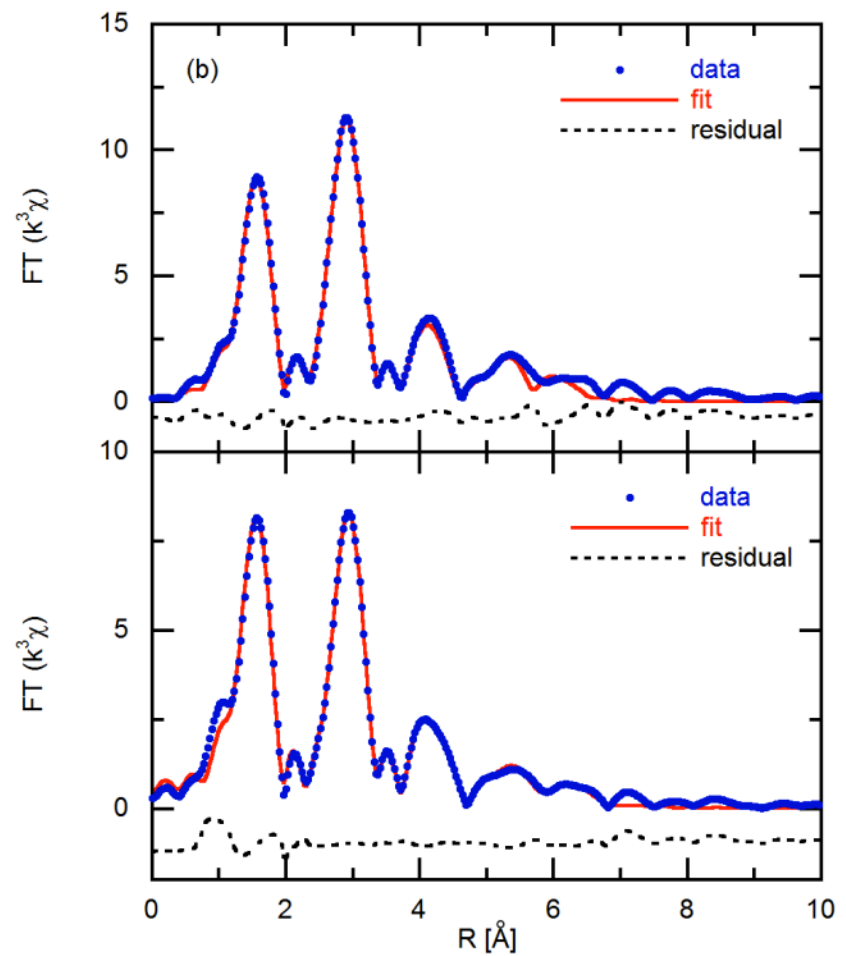 15
(b)
data
fit
residual
10
FT (k³χ)
5
0
10
data
fit
residual
FT (k³χ)
5
0
0 2 4 6 8 10
R [Å]